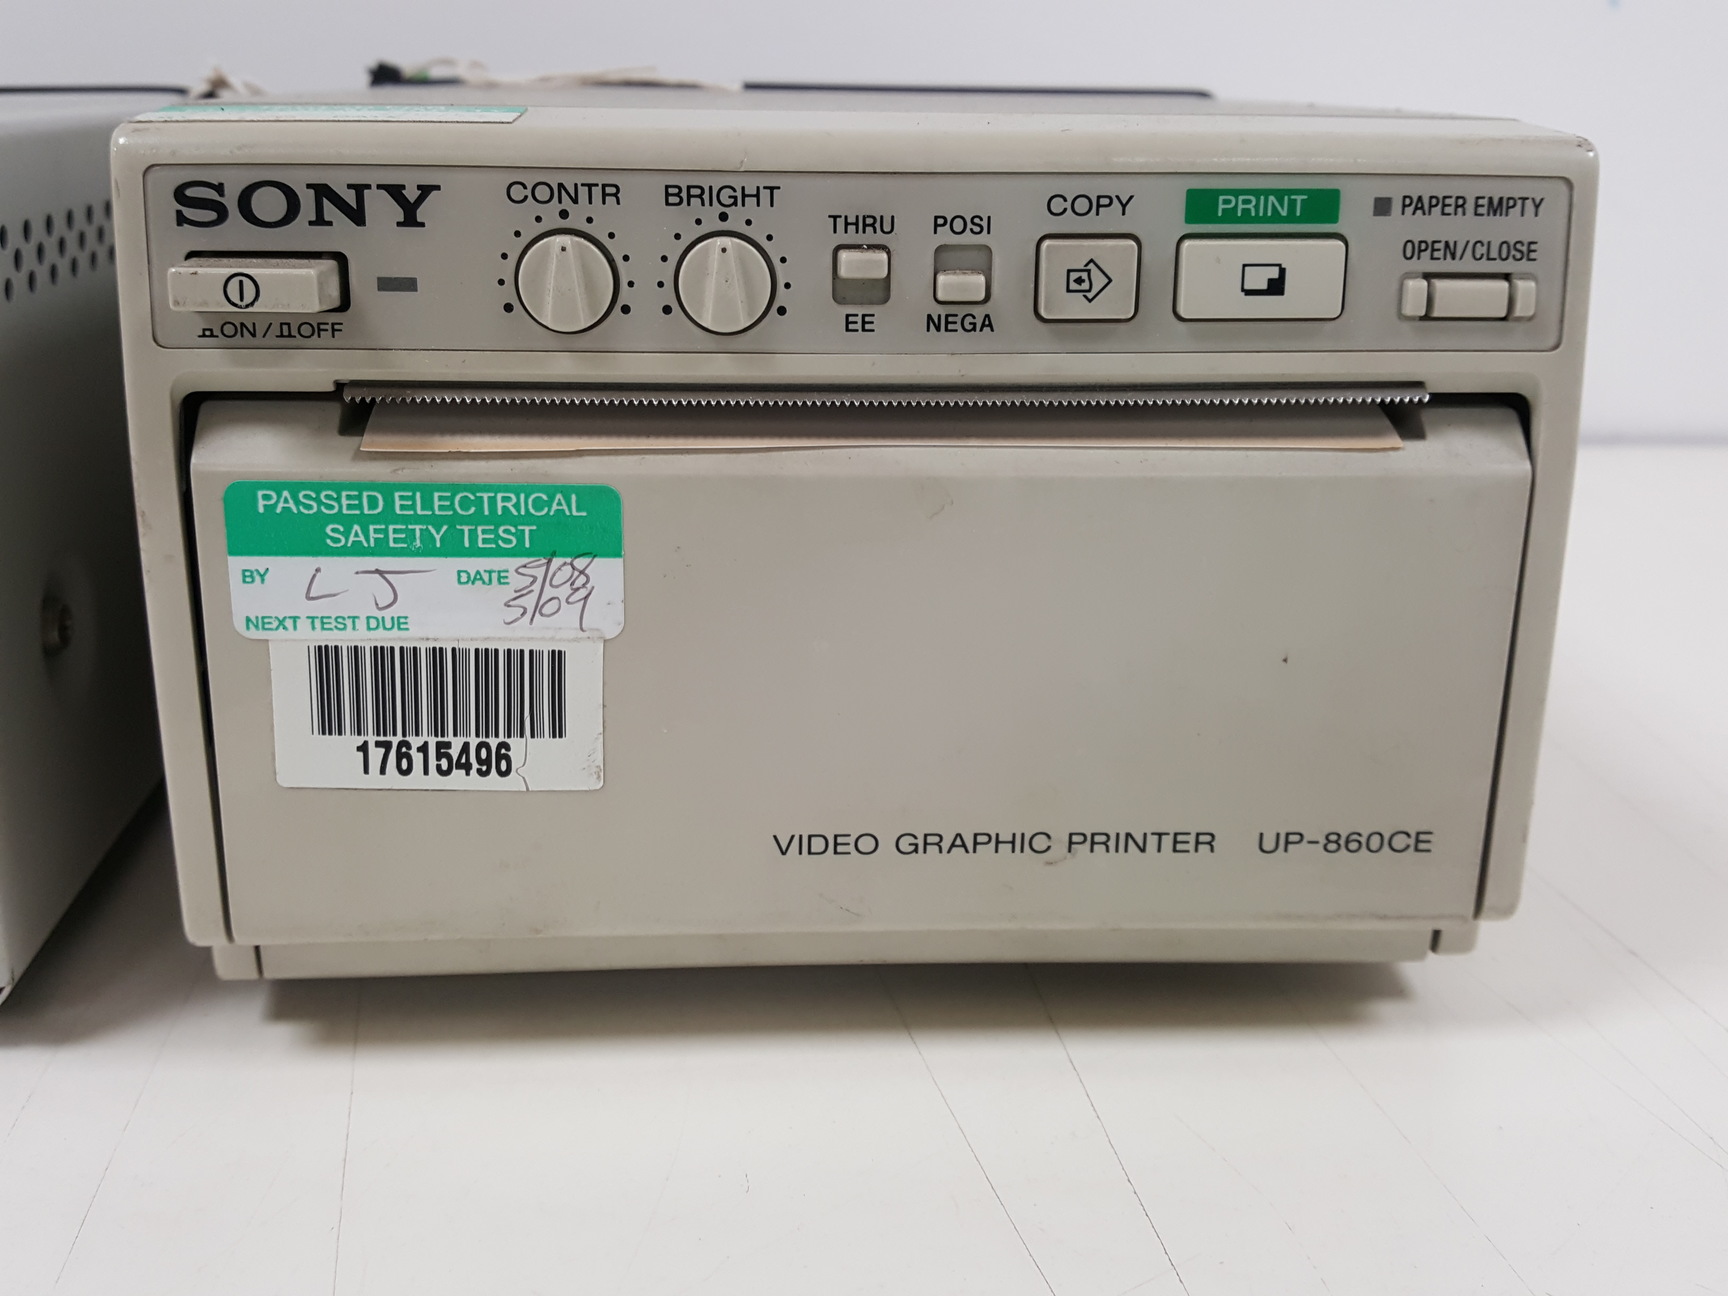 SONY
CONTR
BRIGHT
THRU
POSI
COPY
PRINT
PAPER EMPTY
OPEN/CLOSE
ON/OFF
EE
NEGA
PASSED ELECTRICAL
SAFETY TEST
BY LJ DATE 5/08
NEXT TEST DUE 5/09
17615496
VIDEO GRAPHIC PRINTER UP-860CE